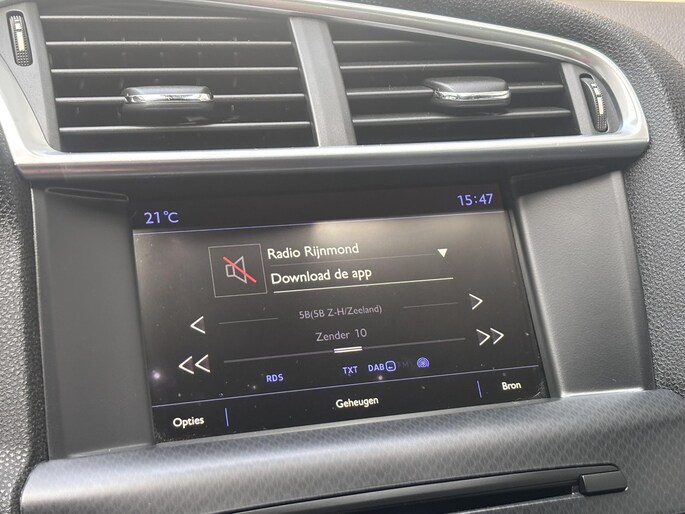 21°C 15:47
Radio Rijnmond
Download de app
5B(5B Z-H/Zeeland)
Zender 10
RDS TXT DAB
Opties Geheugen Bron